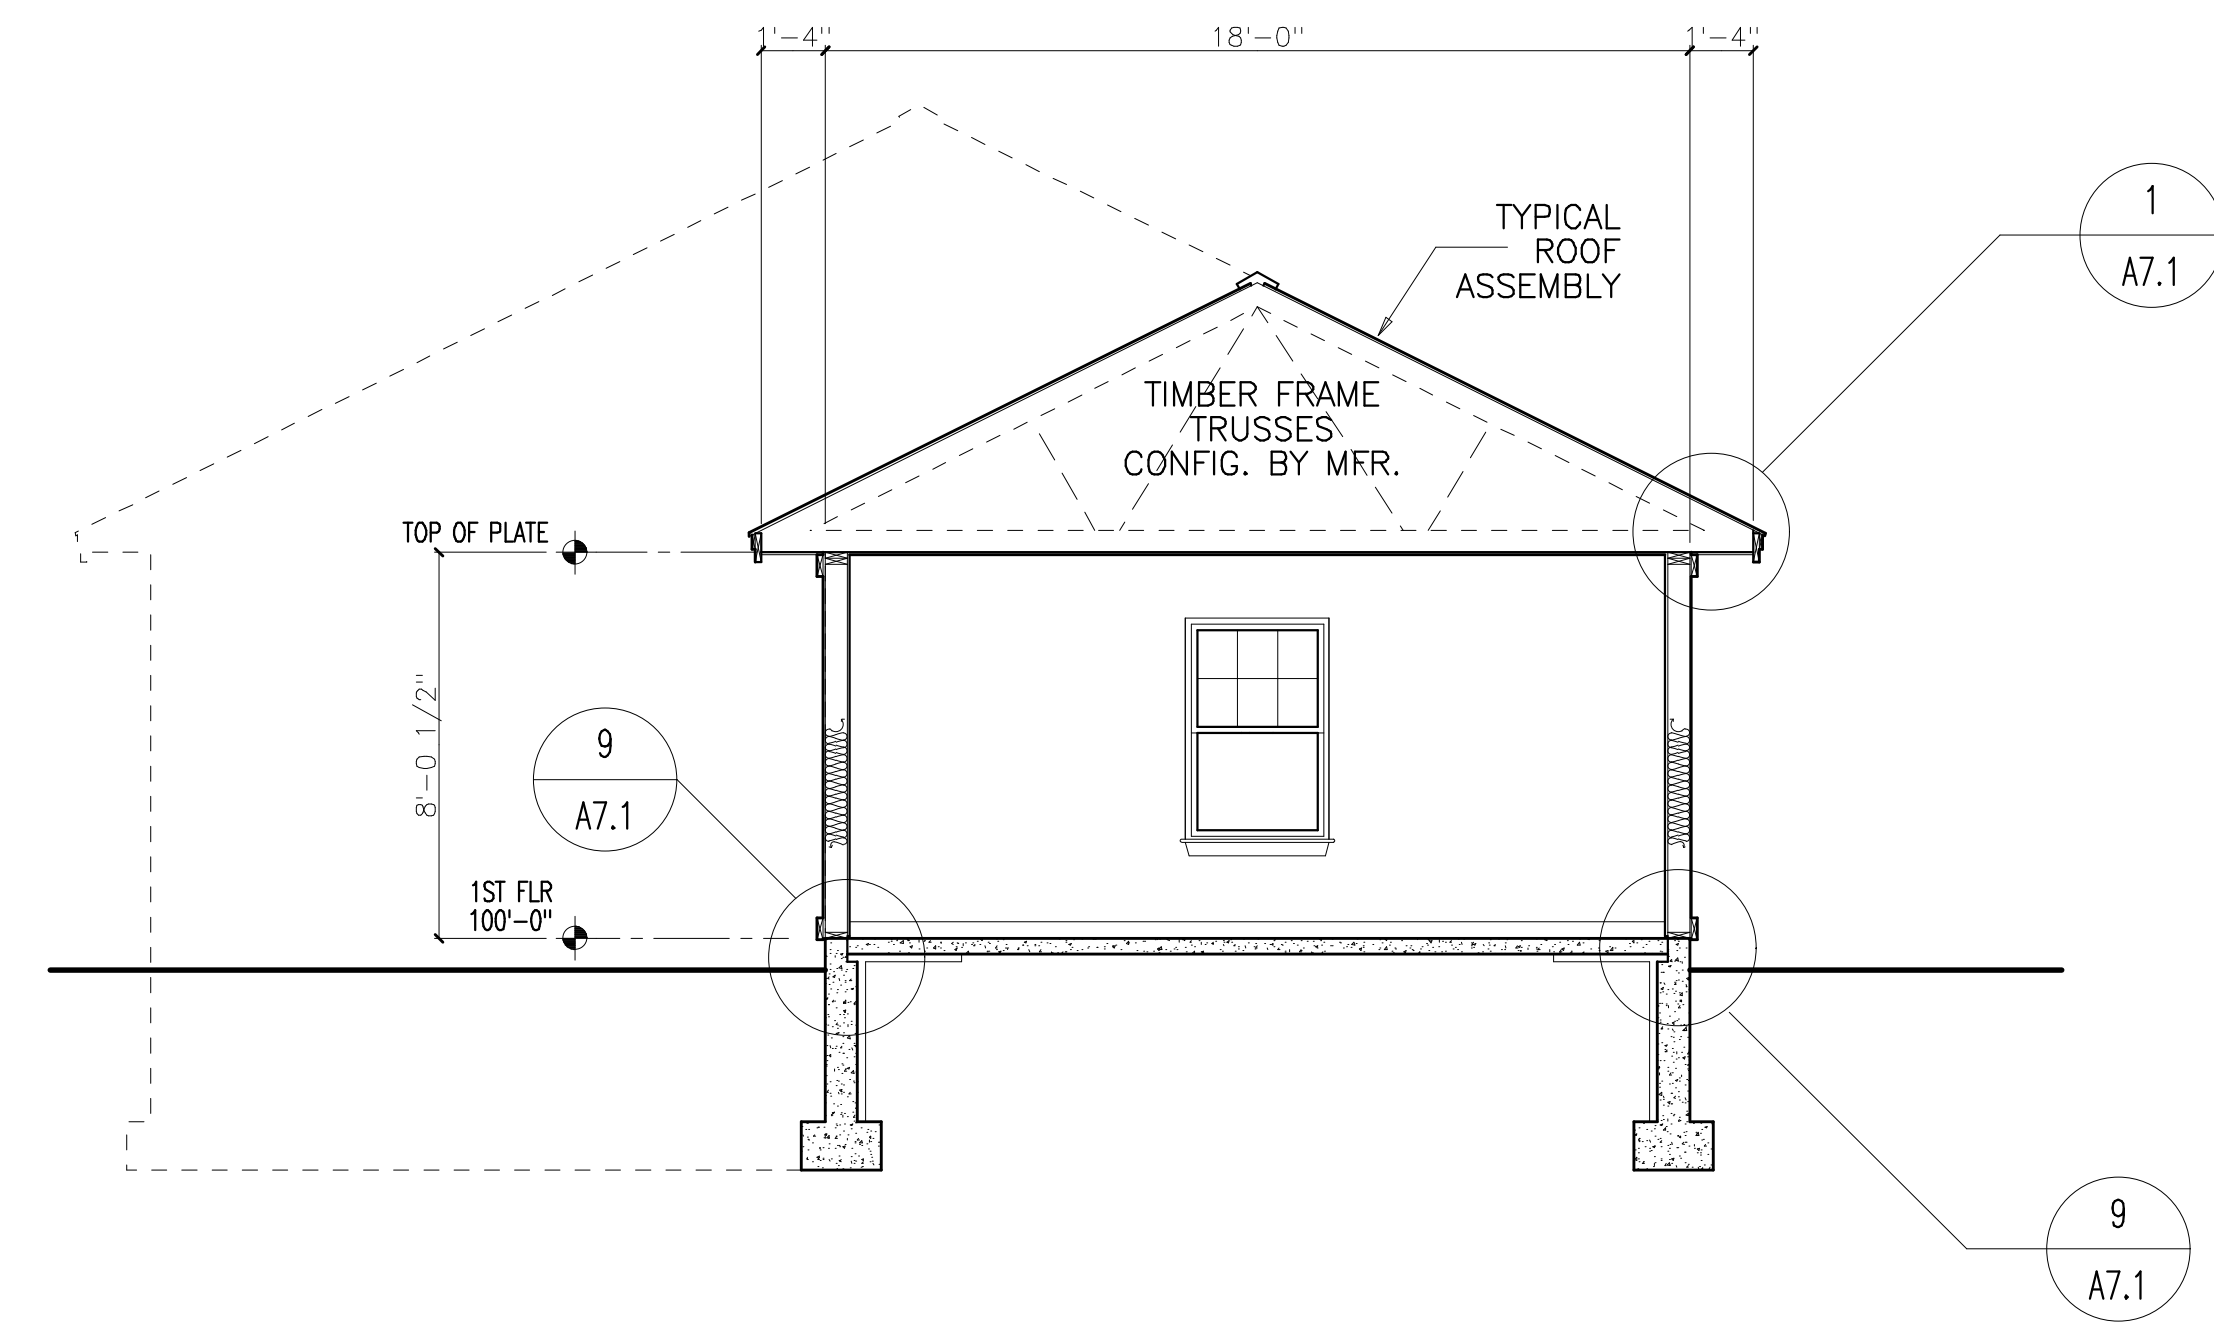 1'-4"
18'-0"
1'-4"
TYPICAL
ROOF
ASSEMBLY
1
A7.1
TIMBER FRAME
TRUSSES
CONFIG. BY MFR.
TOP OF PLATE
8'-0 1/2"
9
A7.1
1ST FLR
100'-0"
9
A7.1